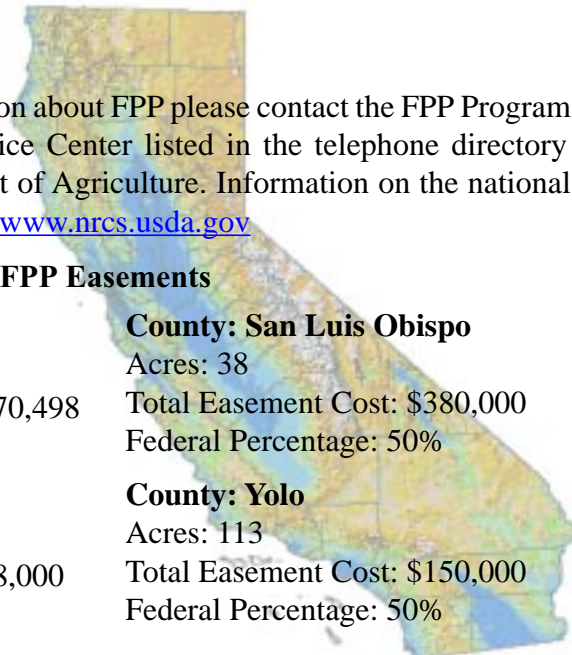 on about FPP please contact the FPP Program
ice Center listed in the telephone directory
t of Agriculture. Information on the national
www.nrcs.usda.gov
FPP Easements
County: San Luis Obispo
Acres: 38
70,498 Total Easement Cost: $380,000
Federal Percentage: 50%
County: Yolo
Acres: 113
8,000 Total Easement Cost: $150,000
Federal Percentage: 50%